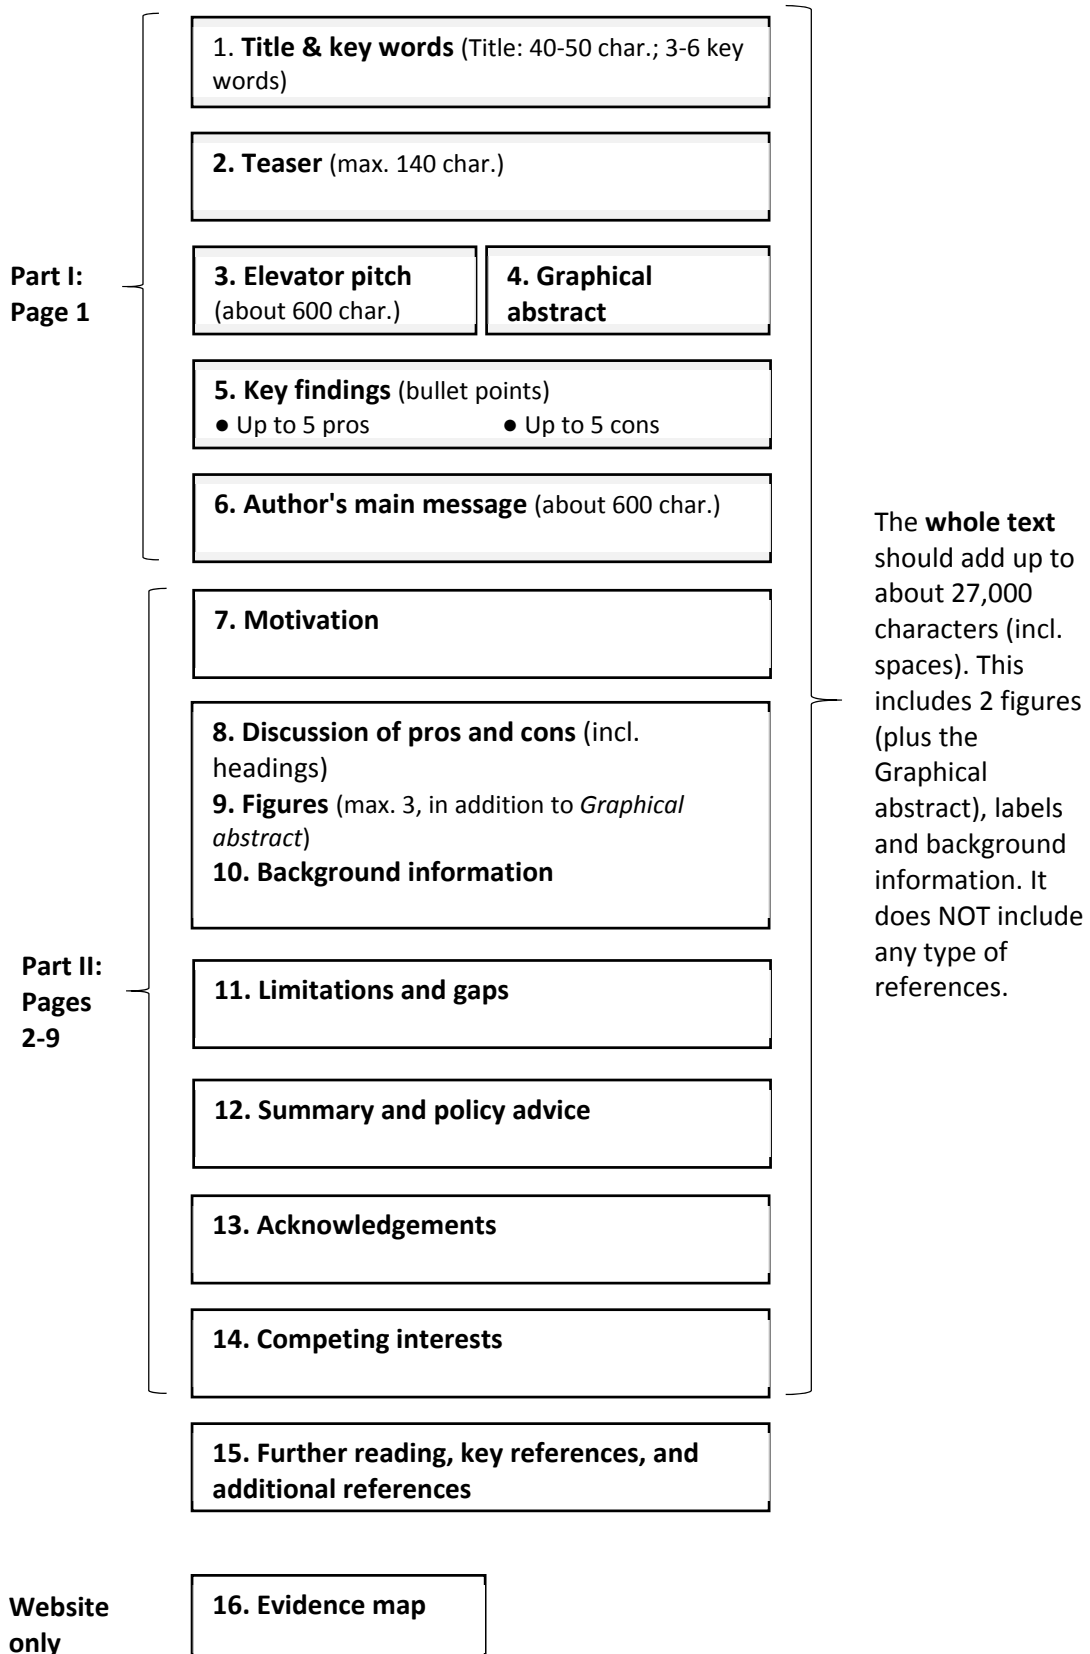 1. Title & key words (Title: 40-50 char.; 3-6 key
words)
2. Teaser (max. 140 char.)
Part I:
Page 1
3. Elevator pitch
(about 600 char.)
4. Graphical
abstract
5. Key findings (bullet points)
● Up to 5 pros ● Up to 5 cons
6. Author's main message (about 600 char.)
The whole text
should add up to
about 27,000
characters (incl.
spaces). This
includes 2 figures
(plus the
Graphical
abstract), labels
and background
information. It
does NOT include
any type of
references.
7. Motivation
8. Discussion of pros and cons (incl.
headings)
9. Figures (max. 3, in addition to Graphical
abstract)
10. Background information
Part II:
Pages
2-9
11. Limitations and gaps
12. Summary and policy advice
13. Acknowledgements
14. Competing interests
15. Further reading, key references, and
additional references
Website
only
16. Evidence map